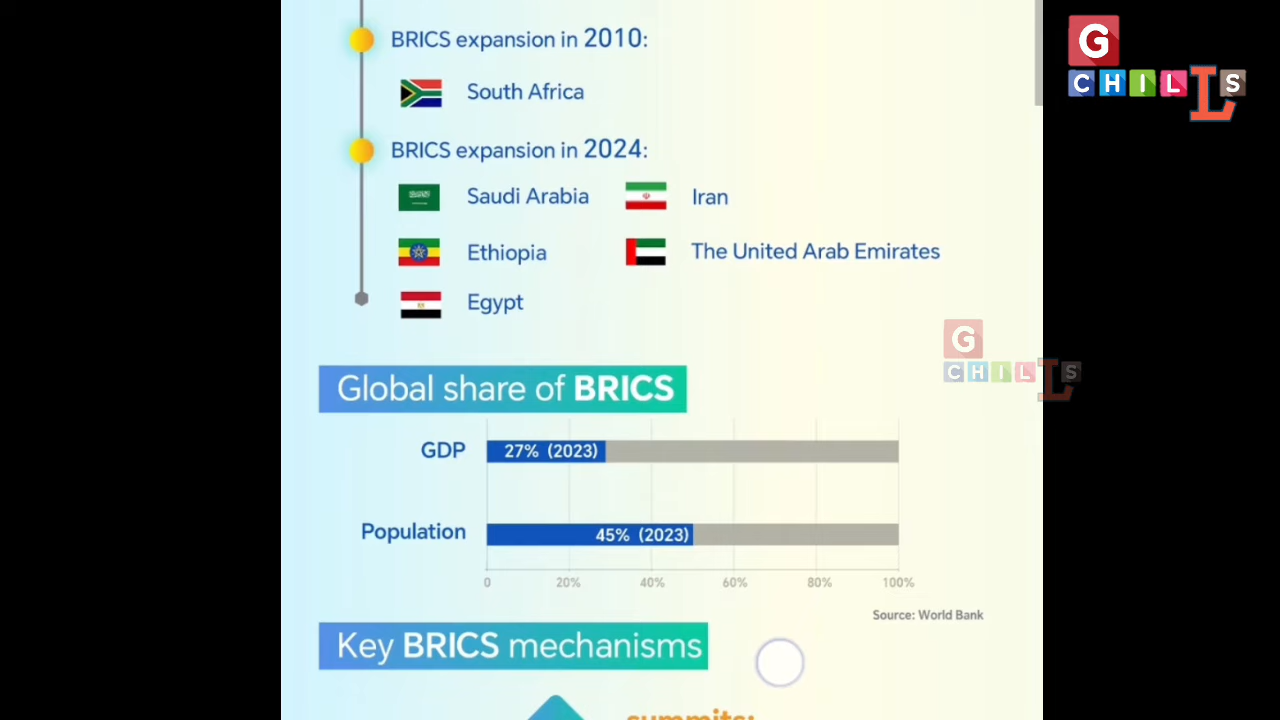 BRICS expansion in 2010:
South Africa
BRICS expansion in 2024:
Saudi Arabia
Iran
Ethiopia
The United Arab Emirates
Egypt
Global share of BRICS
GDP
27% (2023)
Population
45% (2023)
0 20% 40% 60% 80% 100%
Source: World Bank
Key BRICS mechanisms
summits:
G
CHILLS
G
CHILLS